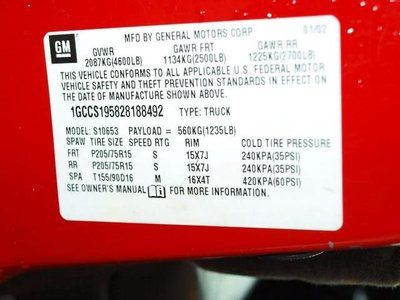 GM
MFD BY GENERAL MOTORS CORP 01/02
GVWR GAWR FRT GAWR RR
2087KG(4600LB) 1134KG(2500LB) 1225KG(2700LB)
THIS VEHICLE CONFORMS TO ALL APPLICABLE U.S. FEDERAL MOTOR
VEHICLE SAFETY AND THEFT PREVENTION STANDARDS IN EFFECT ON
THE DATE OF MANUFACTURE SHOWN ABOVE.
1GCCS195828188492 TYPE: TRUCK
MODEL: S10653 PAYLOAD = 560KG(1235LB)
SPAW TIRE SIZE SPEED RTG RIM COLD TIRE PRESSURE
FRT P205/75R15 S 15X7J 240KPA(35PSI)
RR P205/75R15 S 15X7J 240KPA(35PSI)
SPA T155/90D16 M 16X4T 420KPA(60PSI)
SEE OWNER'S MANUAL FOR MORE INFORMATION.